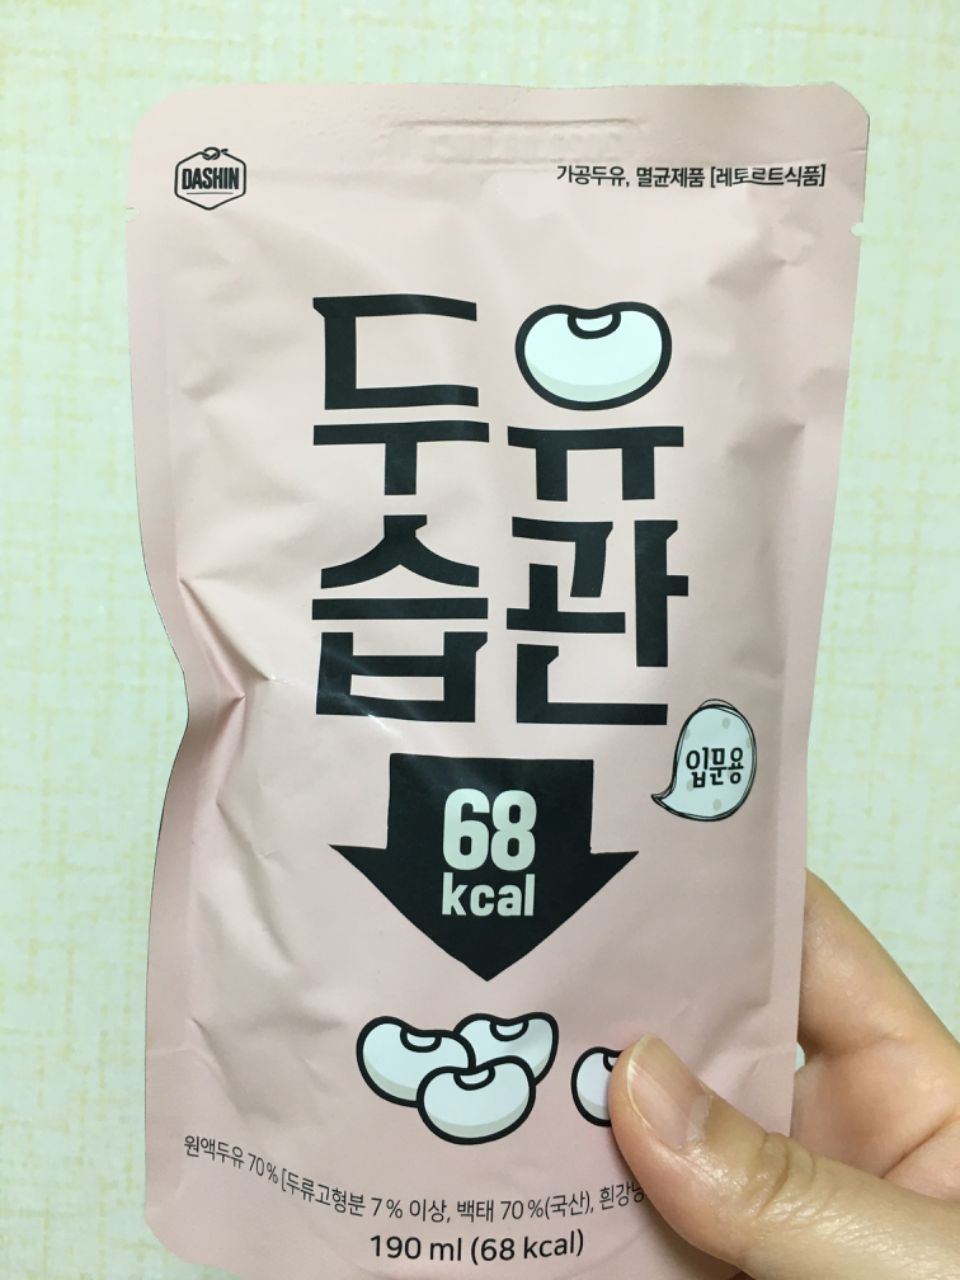 DASHIN
가공두유, 멸균제품 [레토르트식품]
두유
습관
입문용
68
kcal
원액두유 70% [두류고형분 7% 이상, 백태 70%(국산),
190 ml (68 kcal)